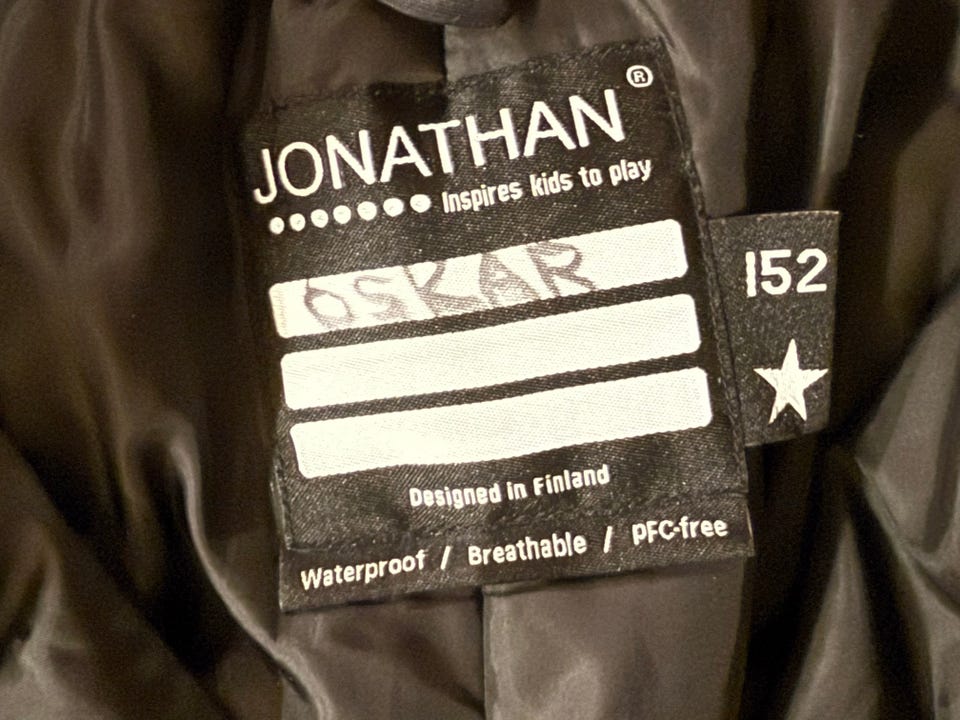 JONATHAN®
Inspires kids to play
OSKAR
152
Designed in Finland
Waterproof / Breathable / PFC-free